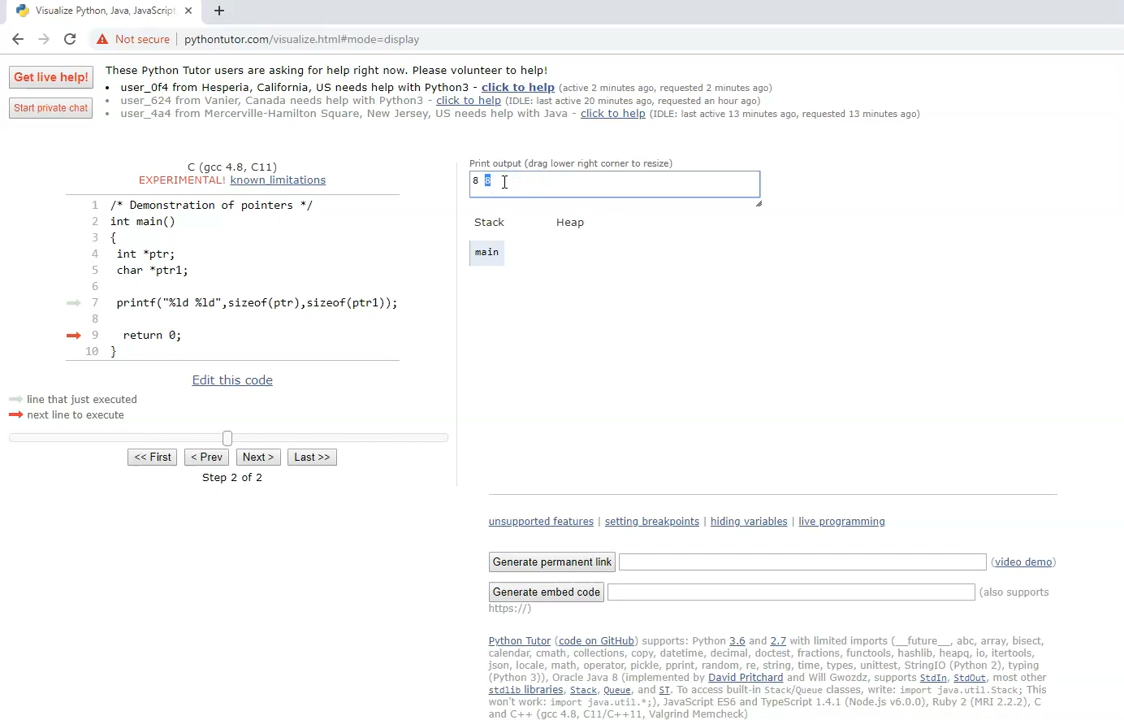 Visualize Python, Java, JavaScript
Not secure | pythontutor.com/visualize.html#mode=display
Get live help!
These Python Tutor users are asking for help right now. Please volunteer to help!
• user_0f4 from Hesperia, California, US needs help with Python3 - click to help (active 2 minutes ago, requested 2 minutes ago)
Start private chat
• user_624 from Vanier, Canada needs help with Python3 - click to help (IDLE: last active 20 minutes ago, requested an hour ago)
• user_4a4 from Mercerville-Hamilton Square, New Jersey, US needs help with Java - click to help (IDLE: last active 13 minutes ago, requested 13 minutes ago)
C (gcc 4.8, C11)
EXPERIMENTAL! known limitations
1 /* Demonstration of pointers */
2 int main()
3 {
4 int *ptr;
5 char *ptr1;
6
7 printf("%ld %ld",sizeof(ptr),sizeof(ptr1));
8
9 return 0;
10 }
Edit this code
line that just executed
next line to execute
<< First < Prev Next > Last >>
Step 2 of 2
Print output (drag lower right corner to resize)
8 8
Stack Heap
main
unsupported features | setting breakpoints | hiding variables | live programming
Generate permanent link (video demo)
Generate embed code (also supports
https://)
Python Tutor (code on GitHub) supports: Python 3.6 and 2.7 with limited imports (__future__, abc, array, bisect,
calendar, cmath, collections, copy, datetime, decimal, doctest, fractions, functools, hashlib, heapq, io, itertools,
json, locale, math, operator, pickle, pprint, random, re, string, time, types, unittest, StringIO (Python 2), typing
(Python 3)), Oracle Java 8 (implemented by David Pritchard and Will Gwozdz, supports StdIn, StdOut, most other
stdlib libraries, Stack, Queue, and ST. To access built-in Stack/Queue classes, write: import java.util.Stack; This
won't work: import java.util.*;), JavaScript ES6 and TypeScript 1.4.1 (Node.js v6.0.0), Ruby 2 (MRI 2.2.2), C
and C++ (gcc 4.8, C11/C++11, Valgrind Memcheck)